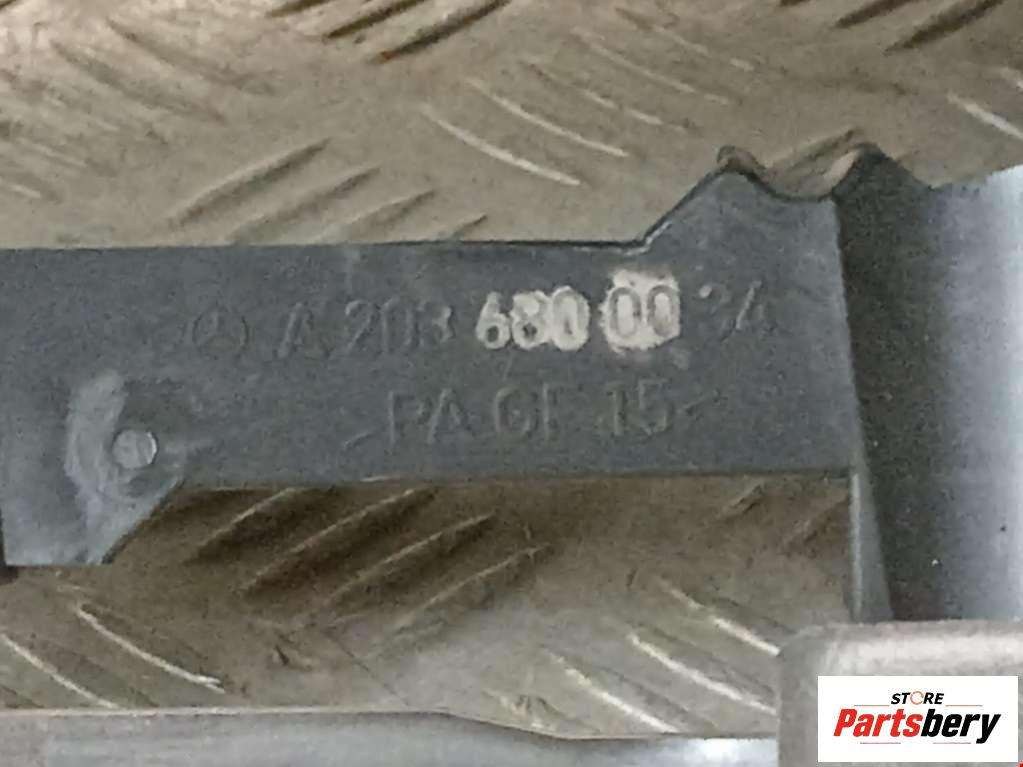 A 203 680 00 34
>PA GF 15<
STORE
Partsbery